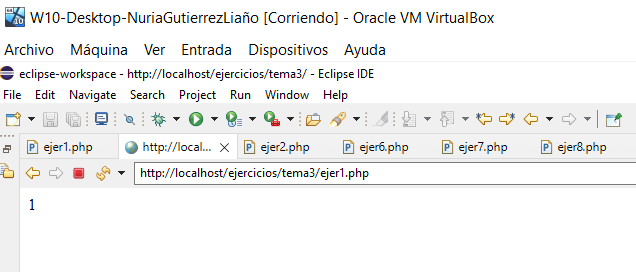 W10-Desktop-NuriaGutierrezLiaño [Corriendo] - Oracle VM VirtualBox
Archivo Máquina Ver Entrada Dispositivos Ayuda
eclipse-workspace - http://localhost/ejercicios/tema3/ - Eclipse IDE
File Edit Navigate Search Project Run Window Help
ejer1.php http://local... ejer2.php ejer6.php ejer7.php ejer8.php
http://localhost/ejercicios/tema3/ejer1.php
1